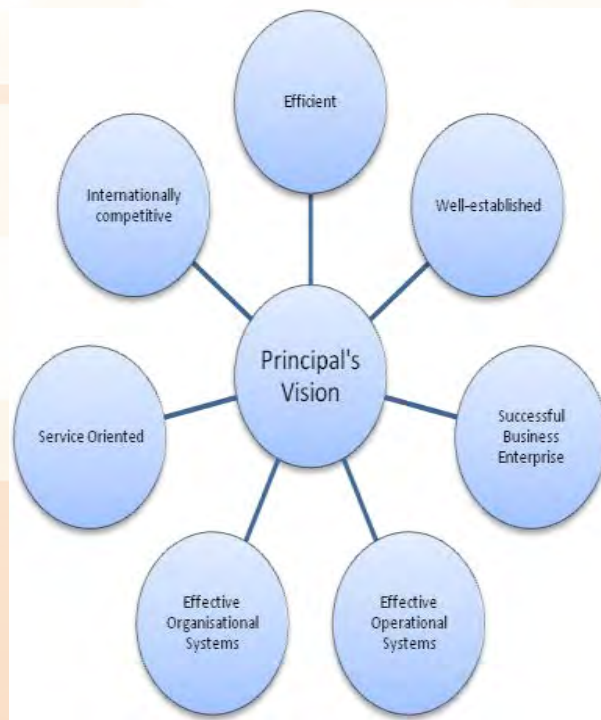 Efficient
Well-established
Successful
Business
Enterprise
Effective
Operational
Systems
Effective
Organisational
Systems
Service Oriented
Internationally
competitive
Principal's
Vision